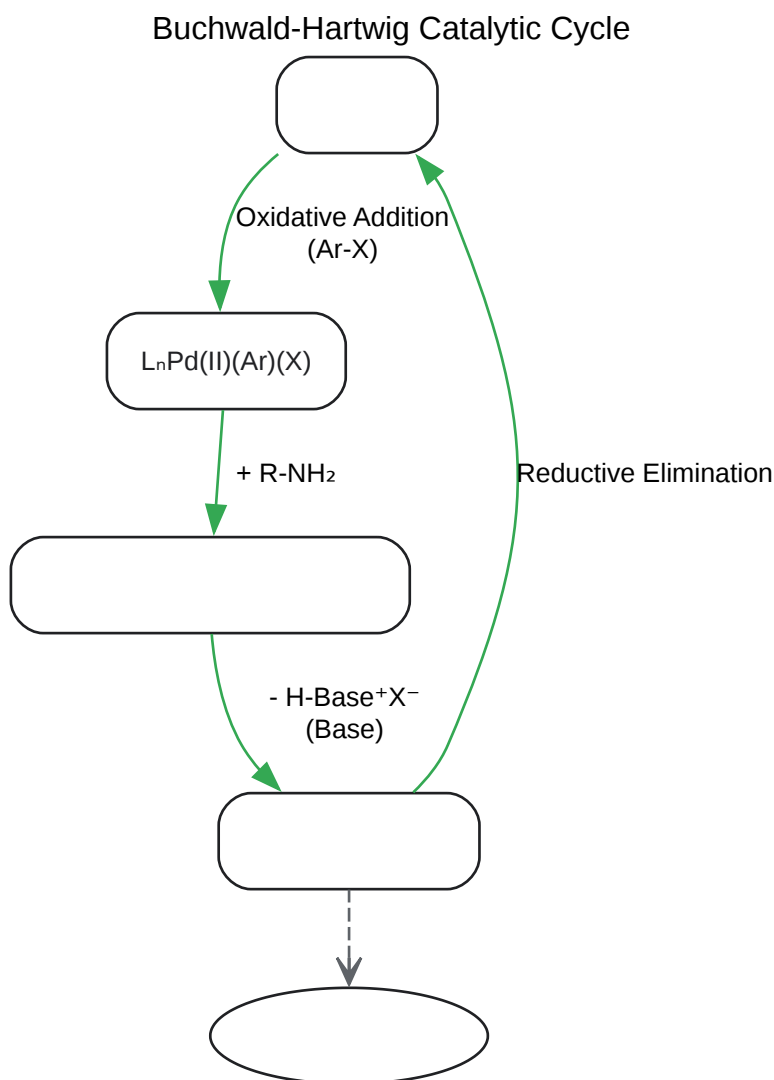 Buchwald-Hartwig Catalytic Cycle
Oxidative Addition
(Ar-X)
LₙPd(II)(Ar)(X)
+ R-NH₂
Reductive Elimination
- H-Base⁺X⁻
(Base)